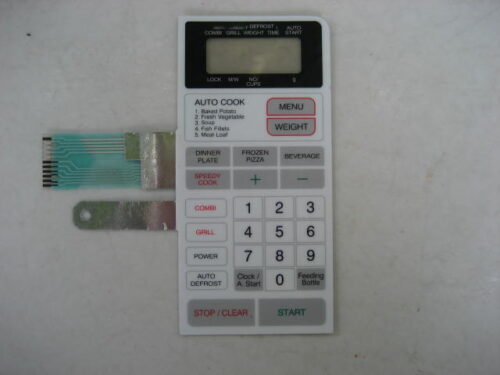 DEFROST
COMBI GRILL WEIGHT TIME AUTO START
LOCK M/W NO/CUPS g
AUTO COOK
1. Baked Potato
2. Fresh Vegetable
3. Soup
4. Fish Fillets
5. Meat Loaf
MENU
WEIGHT
DINNER PLATE
FROZEN PIZZA
BEVERAGE
SPEEDY COOK
+
−
COMBI
1 2 3
GRILL
4 5 6
POWER
7 8 9
AUTO DEFROST
Clock / A. Start
0
Feeding Bottle
STOP / CLEAR
START